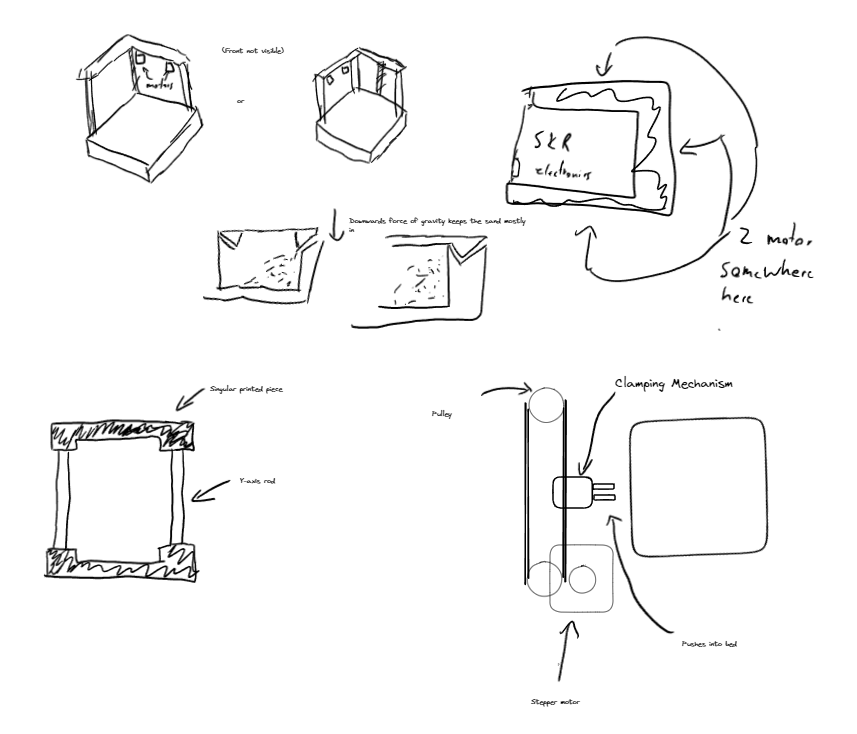 (Front not visible)
motors
or
SKR
electronics
Downwards force of gravity keeps the sand mostly
in
Z motor
somewhere
here
Singular printed piece
Y-axis rod
Clamping Mechanism
Pulley
Pushes into bed
Stepper motor